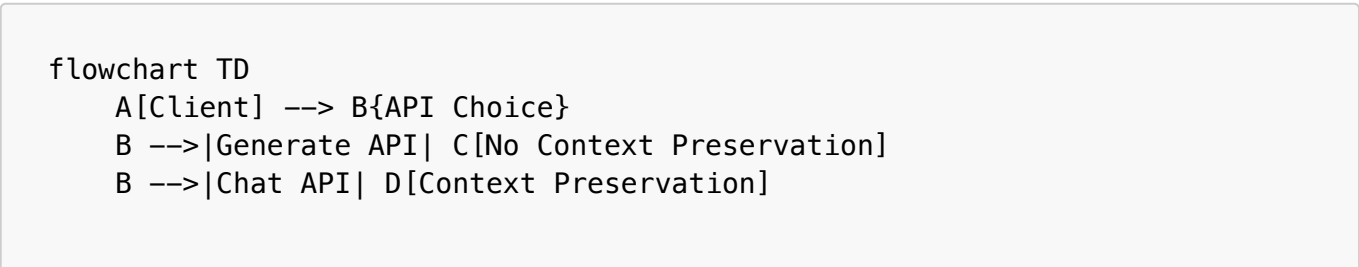 flowchart TD
    A[Client] --> B{API Choice}
    B -->|Generate API| C[No Context Preservation]
    B -->|Chat API| D[Context Preservation]